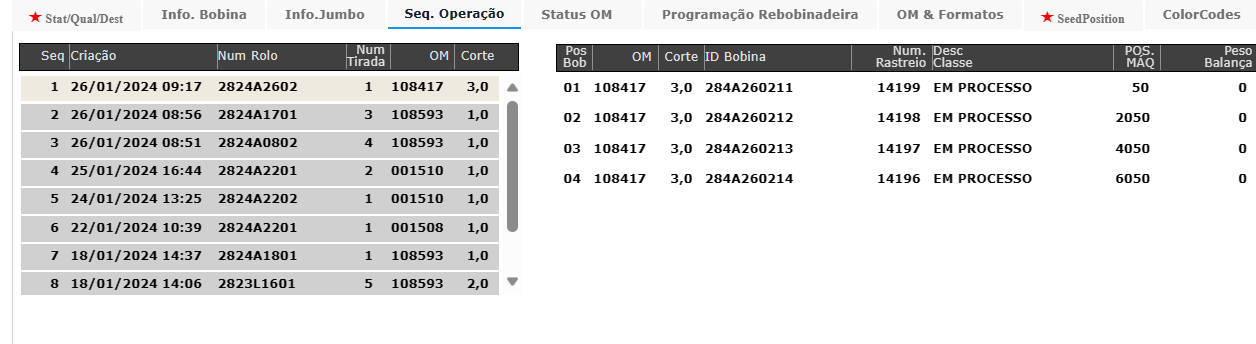 ★ Stat/Qual/Dest Info. Bobina Info.Jumbo Seq. Operação Status OM Programação Rebobinadeira OM & Formatos ★ SeedPosition ColorCodes
Seq Criação Num Rolo Num Tirada OM Corte
1 26/01/2024 09:17 2824A2602 1 108417 3,0
2 26/01/2024 08:56 2824A1701 3 108593 1,0
3 26/01/2024 08:51 2824A0802 4 108593 1,0
4 25/01/2024 16:44 2824A2201 2 001510 1,0
5 24/01/2024 13:25 2824A2202 1 001510 1,0
6 22/01/2024 10:39 2824A2201 1 001508 1,0
7 18/01/2024 14:37 2824A1801 1 108593 1,0
8 18/01/2024 14:06 2823L1601 5 108593 2,0
Pos Bob OM Corte ID Bobina Num. Rastreio Desc Classe POS. MÁQ Peso Balança
01 108417 3,0 284A260211 14199 EM PROCESSO 50 0
02 108417 3,0 284A260212 14198 EM PROCESSO 2050 0
03 108417 3,0 284A260213 14197 EM PROCESSO 4050 0
04 108417 3,0 284A260214 14196 EM PROCESSO 6050 0